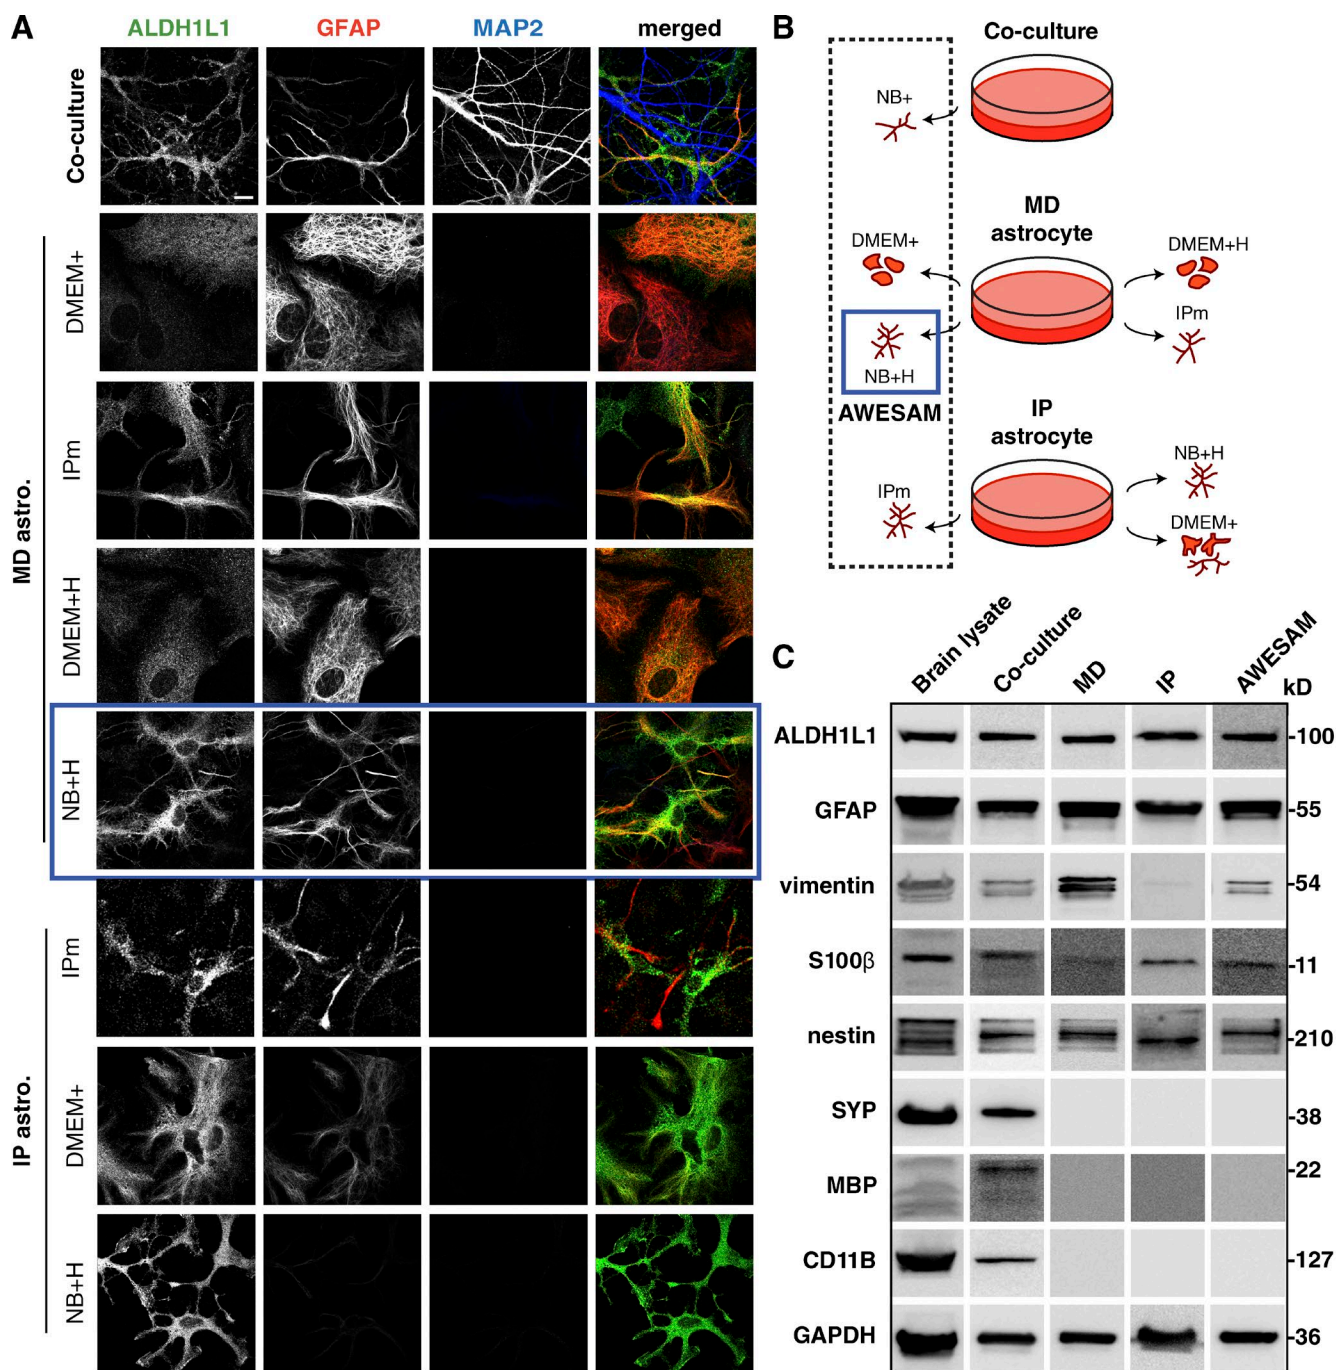 A
ALDH1L1 GFAP MAP2 merged
Co-culture
MD astro.
DMEM+
IPm
DMEM+H
NB+H
IP astro.
IPm
DMEM+
NB+H
B
Co-culture
NB+
MD
astrocyte
DMEM+
DMEM+H
IPm
NB+H
AWESAM
IP
astrocyte
NB+H
IPm
DMEM+
C
Brain lysate Co-culture MD IP AWESAM
kD
ALDH1L1 -100
GFAP -55
vimentin -54
S100β -11
nestin -210
SYP -38
MBP -22
CD11B -127
GAPDH -36